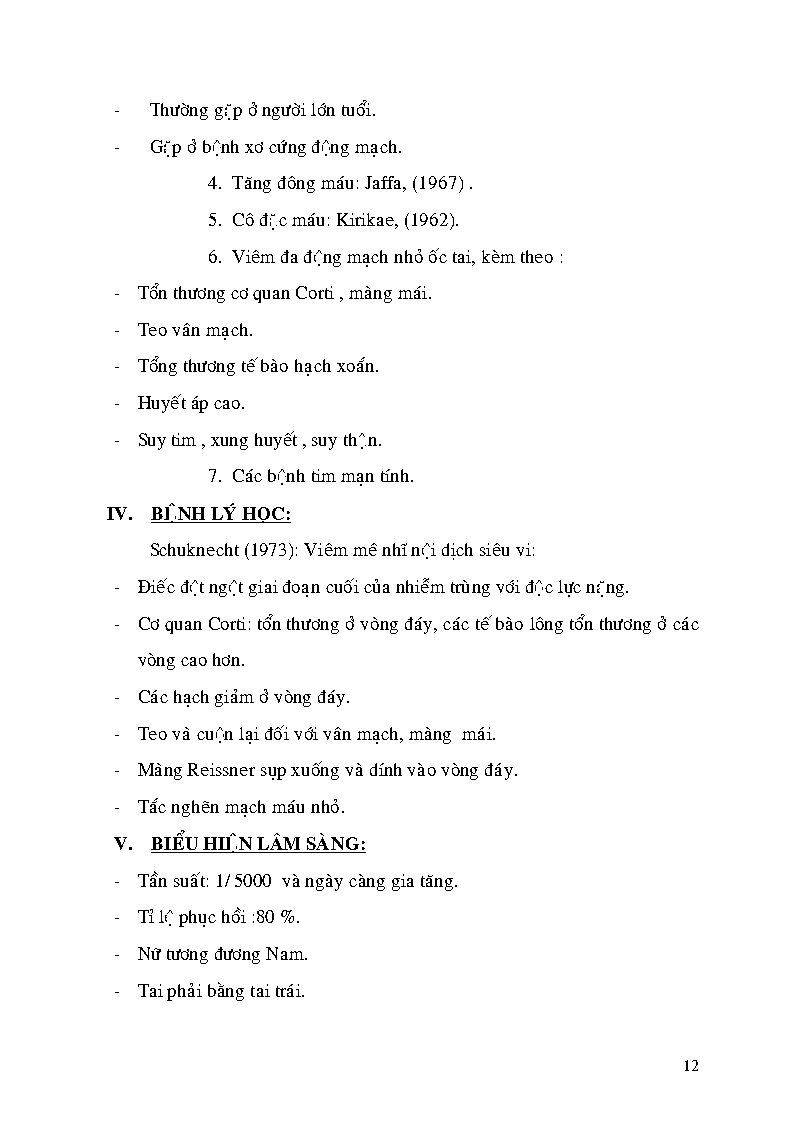 - Thường gặp ở người lớn tuổi.
- Gặp ở bệnh xơ cứng động mạch.
4. Tăng đông máu: Jaffa, (1967) .
5. Cô đặc máu: Kirikae, (1962).
6. Viêm đa động mạch nhỏ ốc tai, kèm theo :
- Tổn thương cơ quan Corti , màng mái.
- Teo vân mạch.
- Tổng thương tế bào hạch xoắn.
- Huyết áp cao.
- Suy tim , xung huyết , suy thận.
7. Các bệnh tim mạn tính.
IV. BỆNH LÝ HỌC:
Schuknecht (1973): Viêm mê nhĩ nội dịch siêu vi:
- Điếc đột ngột giai đoạn cuối của nhiễm trùng với độc lực nặng.
- Cơ quan Corti: tổn thương ở vòng đáy, các tế bào lông tổn thương ở các
vòng cao hơn.
- Các hạch giảm ở vòng đáy.
- Teo và cuộn lại đối với vân mạch, màng mái.
- Màng Reissner sụp xuống và dính vào vòng đáy.
- Tắc nghẽn mạch máu nhỏ.
V. BIỂU HIỆN LÂM SÀNG:
- Tần suất: 1/ 5000 và ngày càng gia tăng.
- Tỉ lệ phục hồi :80 %.
- Nữ tương đương Nam.
- Tai phải bằng tai trái.
12